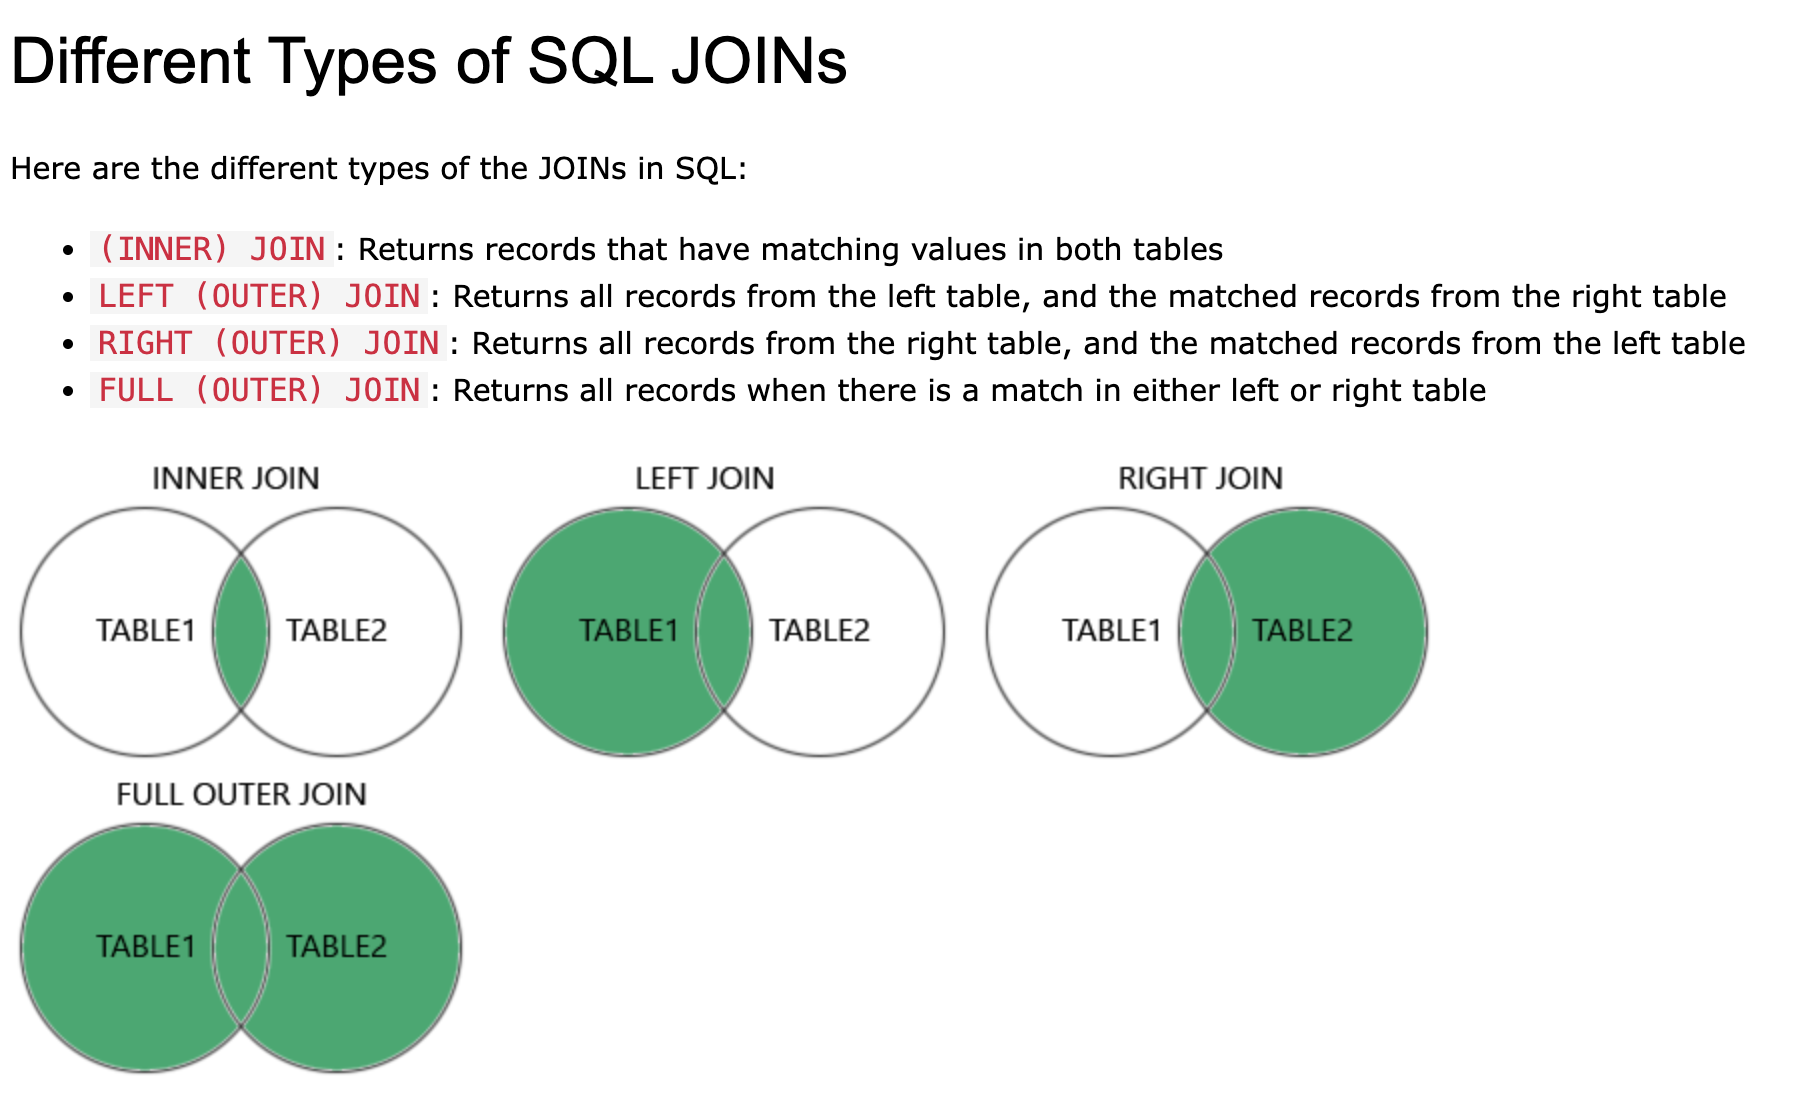 Different Types of SQL JOINs
Here are the different types of the JOINs in SQL:
• (INNER) JOIN: Returns records that have matching values in both tables
• LEFT (OUTER) JOIN: Returns all records from the left table, and the matched records from the right table
• RIGHT (OUTER) JOIN: Returns all records from the right table, and the matched records from the left table
• FULL (OUTER) JOIN: Returns all records when there is a match in either left or right table
INNER JOIN
TABLE1
TABLE2
LEFT JOIN
TABLE1
TABLE2
RIGHT JOIN
TABLE1
TABLE2
FULL OUTER JOIN
TABLE1
TABLE2